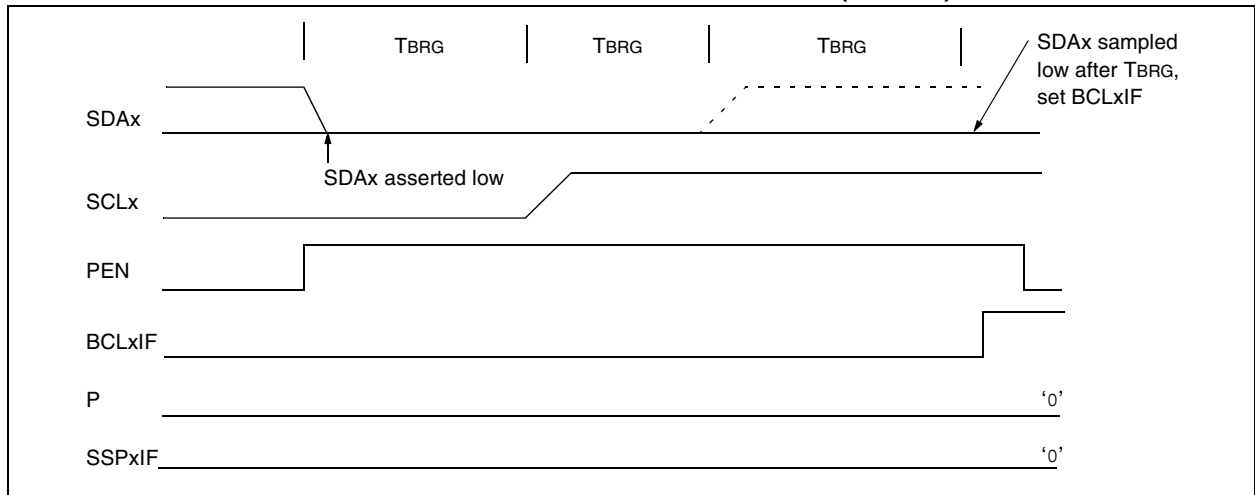 TBRG TBRG TBRG
SDAx sampled
low after TBRG,
set BCLxIF
SDAx
SDAx asserted low
SCLx
PEN
BCLxIF
P
'0'
SSPxIF
'0'